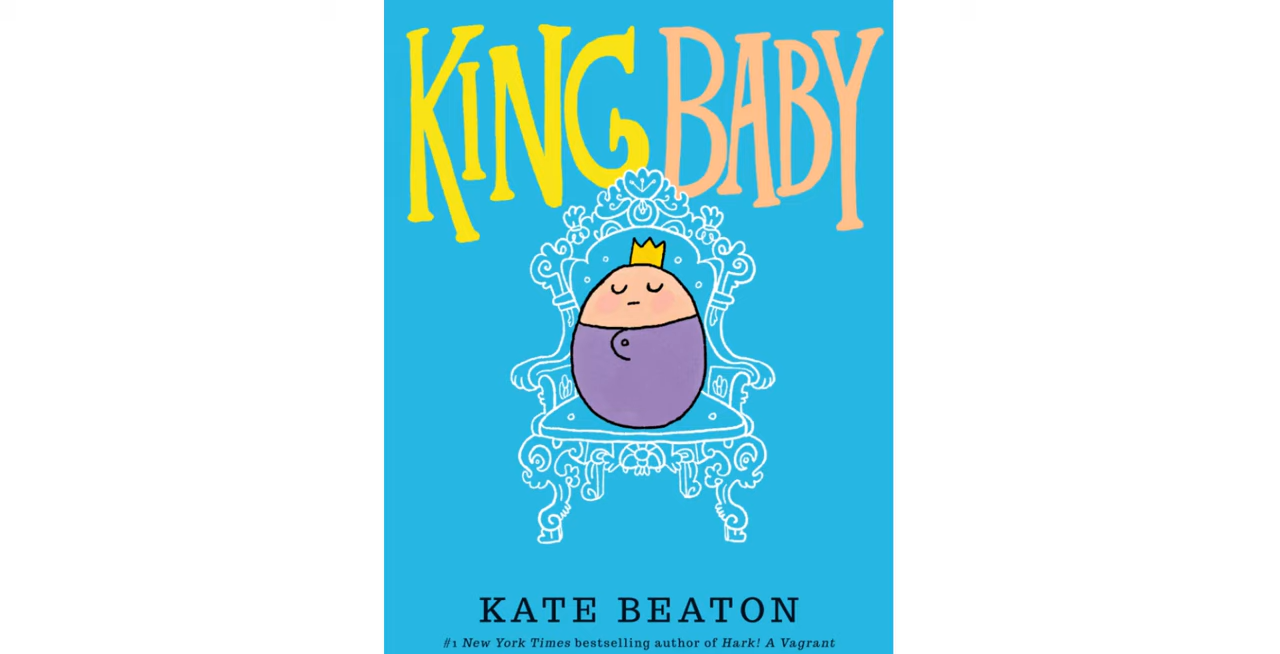 KING BABY
KATE BEATON
#1 New York Times bestselling author of Hark! A Vagrant